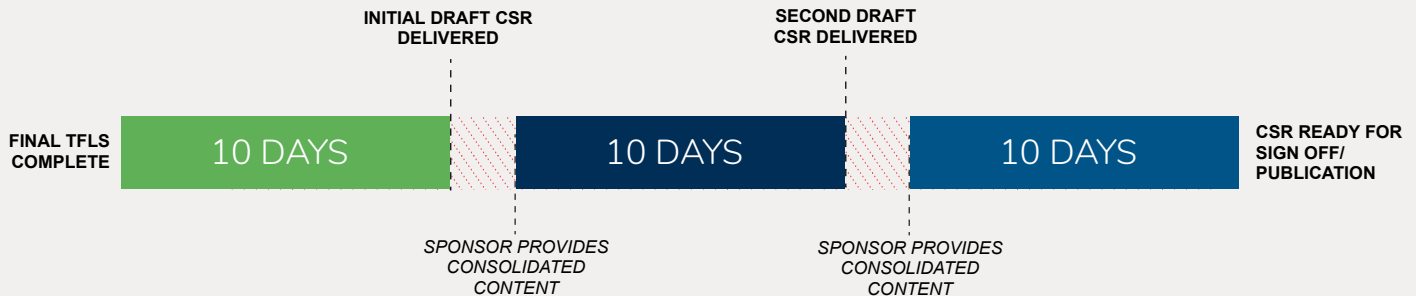 INITIAL DRAFT CSR
DELIVERED
SECOND DRAFT
CSR DELIVERED
FINAL TFLS
COMPLETE
10 DAYS
10 DAYS
10 DAYS
CSR READY FOR
SIGN OFF/
PUBLICATION
SPONSOR PROVIDES
CONSOLIDATED
CONTENT
SPONSOR PROVIDES
CONSOLIDATED
CONTENT